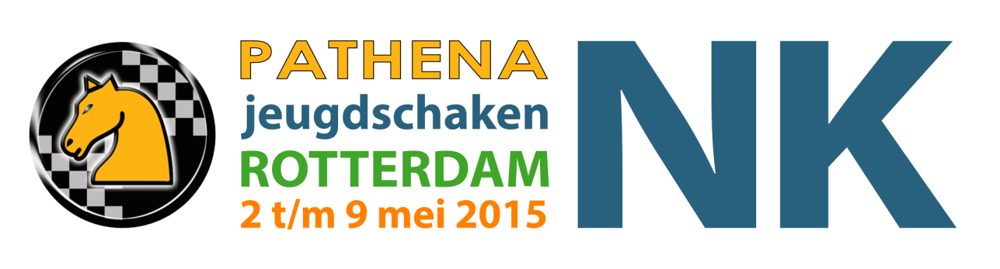 PATHENA
jeugdschaken
ROTTERDAM
2 t/m 9 mei 2015
NK